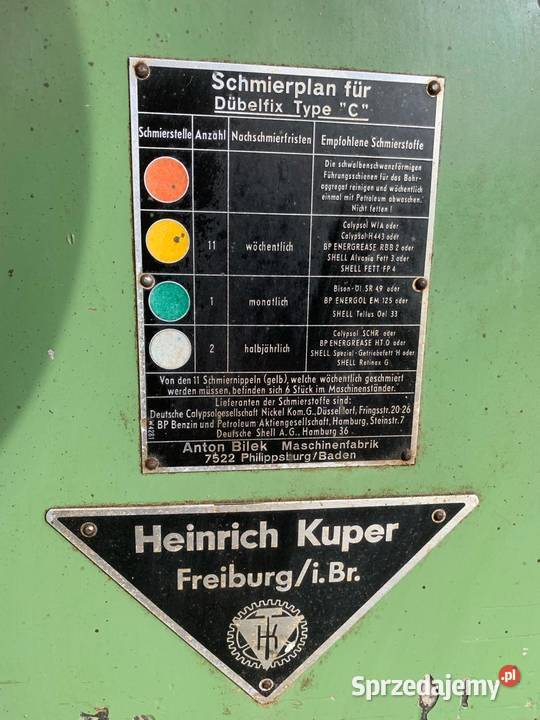 Schmierplan für
Dübelfix Type "C"
Schmierstelle Anzahl Nachschmierfristen Empfohlene Schmierstoffe
Die schwalbenschwanzförmigen
Führungsschienen für das Bohr-
aggregat reinigen und wöchentlich
einmal mit Petroleum abwaschen.
Nicht fetten!
11 wöchentlich
Calypsol WIA oder
Calypsol H 443 oder
BP ENERGREASE RBB 2 oder
SHELL Alvania Fett 3 oder
SHELL FETT FP 4
1 monatlich
Bison-Öl SR 49 oder
BP ENERGOL EM 125 oder
SHELL Tellus Oel 33
2 halbjährlich
Calypsol SCHR oder
BP ENERGREASE HT.0 oder
SHELL Spezial-Getriebefett H oder
SHELL Retinax G
Von den 11 Schmiernippeln (gelb), welche wöchentlich geschmiert
werden müssen, befinden sich 6 Stück im Maschinenständer.
Lieferanten der Schmierstoffe sind:
Deutsche Calypsolgesellschaft Nickel Kom.G., Düsseldorf, Fringsstr. 20-26
BP Benzin und Petroleum Aktiengesellschaft, Hamburg, Steinstr. 7
Deutsche Shell A.G., Hamburg 36
Anton Bilek Maschinenfabrik
7522 Philippsburg/Baden
Heinrich Kuper
Freiburg/i.Br.
HK
Sprzedajemy.pl